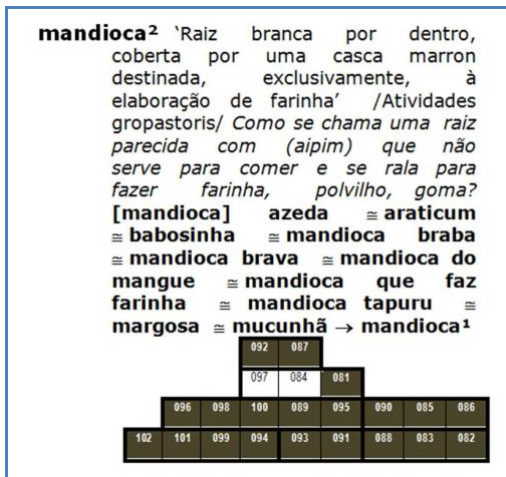 mandioca² ‘Raiz branca por dentro,
coberta por uma casca marron
destinada, exclusivamente, à
elaboração de farinha’ /Atividades
gropastoris/ Como se chama uma raiz
parecida com (aipim) que não
serve para comer e se rala para
fazer farinha, polvilho, goma?
[mandioca] azeda ≅ araticum
≅ babosinha ≅ mandioca braba
≅ mandioca brava ≅ mandioca do
mangue ≅ mandioca que faz
farinha ≅ mandioca tapuru ≅
margosa ≅ mucunhã → mandioca¹
092 087
097 084 081
096 098 100 089 095 090 085 086
102 101 099 094 093 091 088 083 082